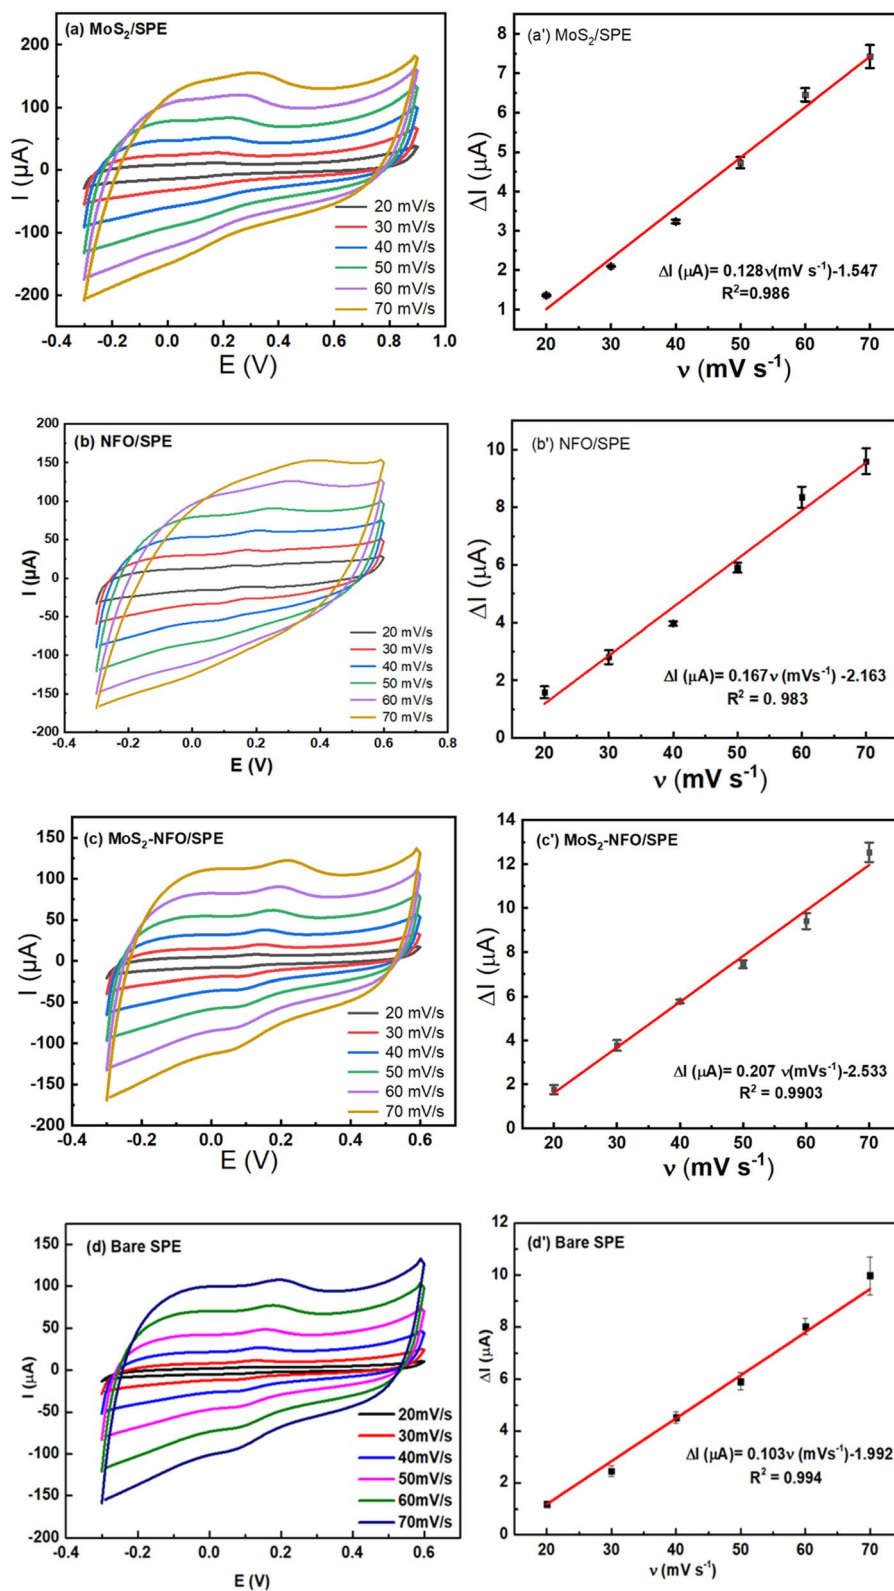 (a) MoS₂/SPE
200
100
0
-100
-200
I (µA)
20 mV/s
30 mV/s
40 mV/s
50 mV/s
60 mV/s
70 mV/s
-0.4 -0.2 0.0 0.2 0.4 0.6 0.8 1.0
E (V)
(a') MoS₂/SPE
8
7
6
5
4
3
2
1
ΔI (µA)
ΔI (µA)= 0.128ν(mV s⁻¹)-1.547
R²=0.986
20 30 40 50 60 70
ν (mV s⁻¹)
(b) NFO/SPE
200
150
100
50
0
-50
-100
-150
-200
I (µA)
20 mV/s
30 mV/s
40 mV/s
50 mV/s
60 mV/s
70 mV/s
-0.4 -0.2 0.0 0.2 0.4 0.6 0.8
E (V)
(b') NFO/SPE
10
8
6
4
2
0
ΔI (µA)
ΔI (µA)= 0.167ν (mVs⁻¹) -2.163
R² = 0. 983
20 30 40 50 60 70
ν (mV s⁻¹)
(c) MoS₂-NFO/SPE
150
100
50
0
-50
-100
-150
-200
I (µA)
20 mV/s
30 mV/s
40 mV/s
50 mV/s
60 mV/s
70 mV/s
-0.4 -0.2 0.0 0.2 0.4 0.6
E (V)
(c') MoS₂-NFO/SPE
14
12
10
8
6
4
2
0
ΔI (µA)
ΔI (µA)= 0.207 ν(mVs⁻¹)-2.533
R² = 0.9903
20 30 40 50 60 70
ν (mV s⁻¹)
(d) Bare SPE
150
100
50
0
-50
-100
-150
-200
I (µA)
20mV/s
30mV/s
40mV/s
50mV/s
60mV/s
70mV/s
-0.4 -0.2 0.0 0.2 0.4 0.6
E (V)
(d') Bare SPE
12
10
8
6
4
2
0
ΔI (µA)
ΔI (µA)= 0.103ν (mVs⁻¹)-1.992
R² = 0.994
20 30 40 50 60 70
ν (mV s⁻¹)